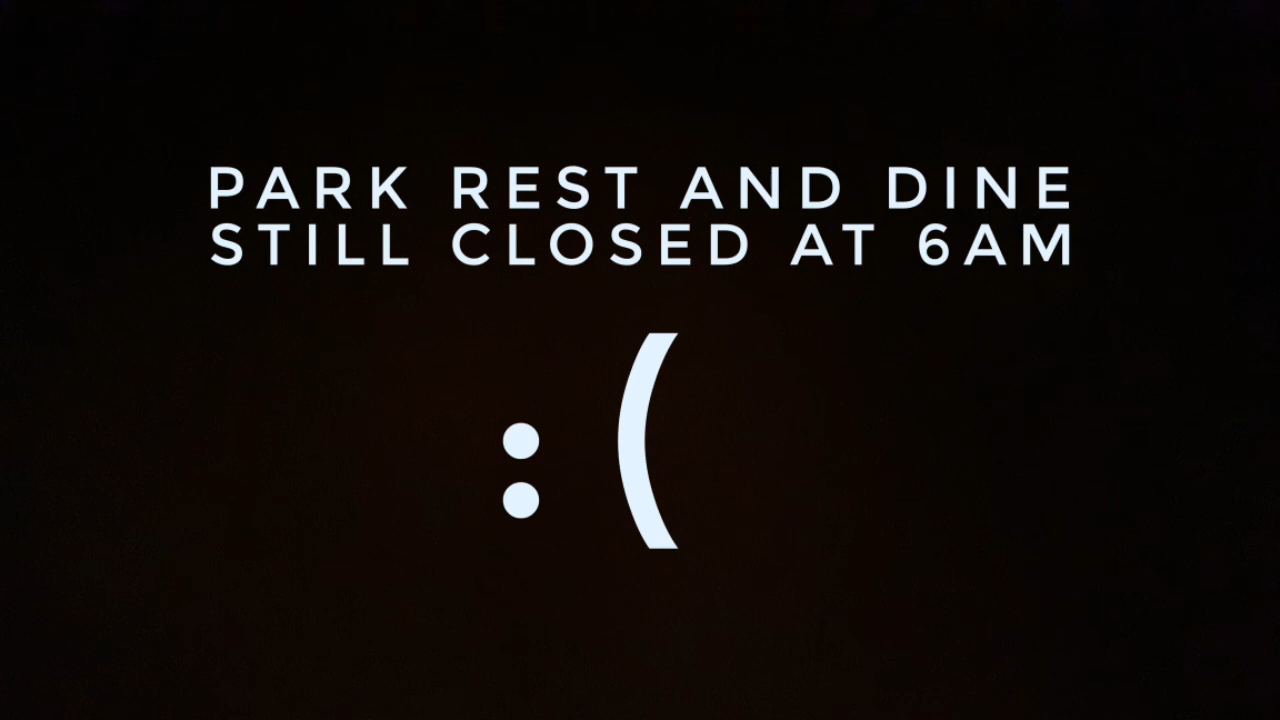 PARK REST AND DINE
STILL CLOSED AT 6AM
:(